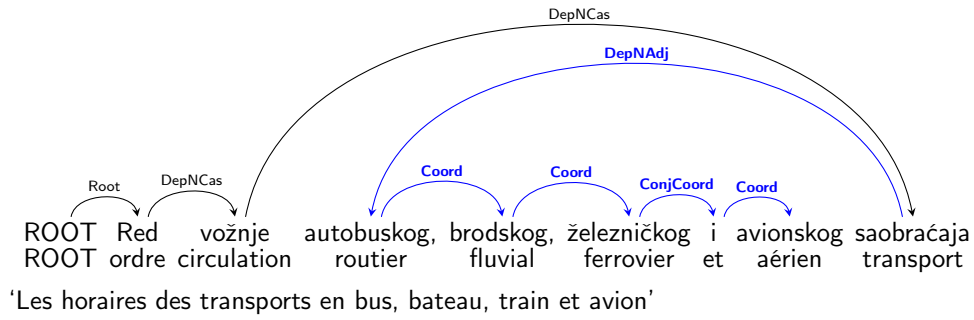 DepNCas
DepNAdj
Root DepNCas Coord Coord ConjCoord Coord
ROOT Red vožnje autobuskog, brodskog, železničkog i avionskog saobraćaja
ROOT ordre circulation routier fluvial ferrovier et aérien transport
‘Les horaires des transports en bus, bateau, train et avion’